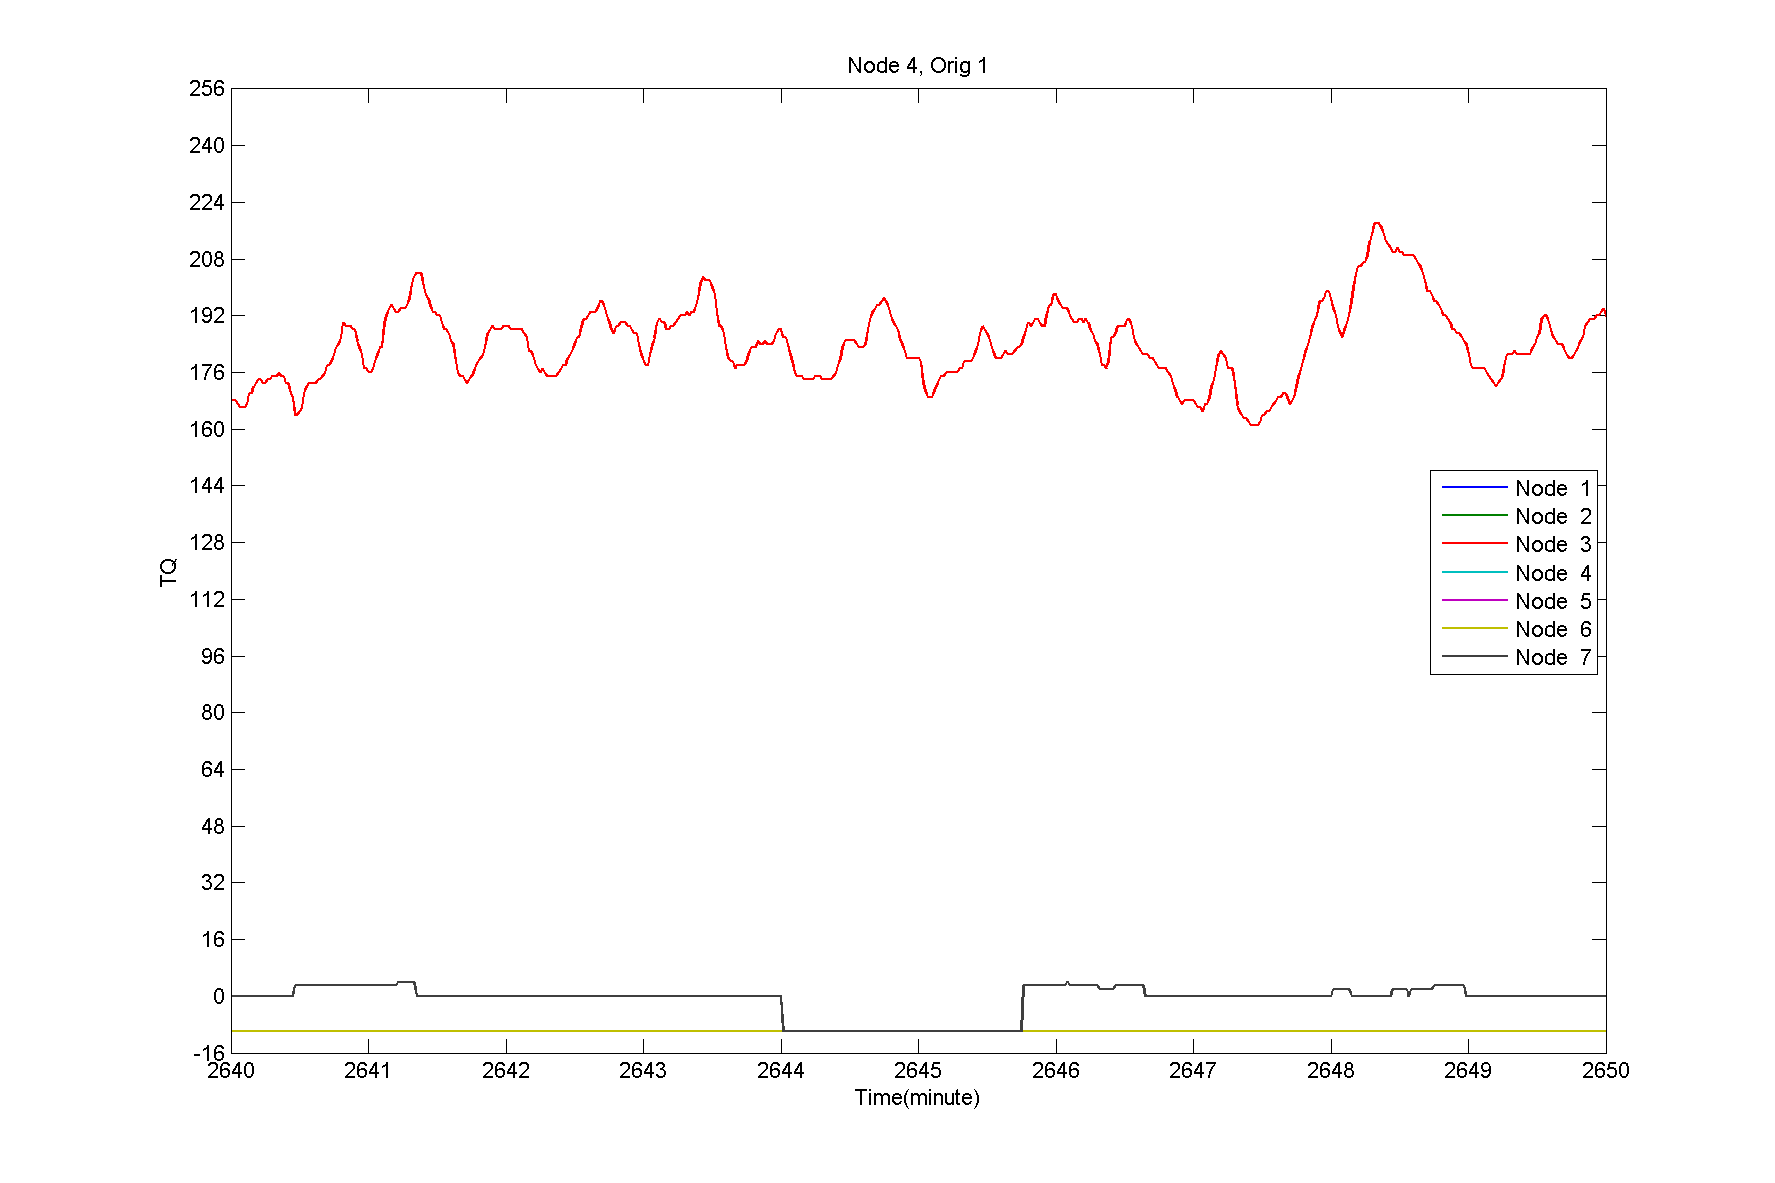 Node 4, Orig 1
256
240
224
208
192
176
160
144
128
112
96
80
64
48
32
16
0
-16
TQ
Node 1
Node 2
Node 3
Node 4
Node 5
Node 6
Node 7
2640 2641 2642 2643 2644 2645 2646 2647 2648 2649 2650
Time(minute)